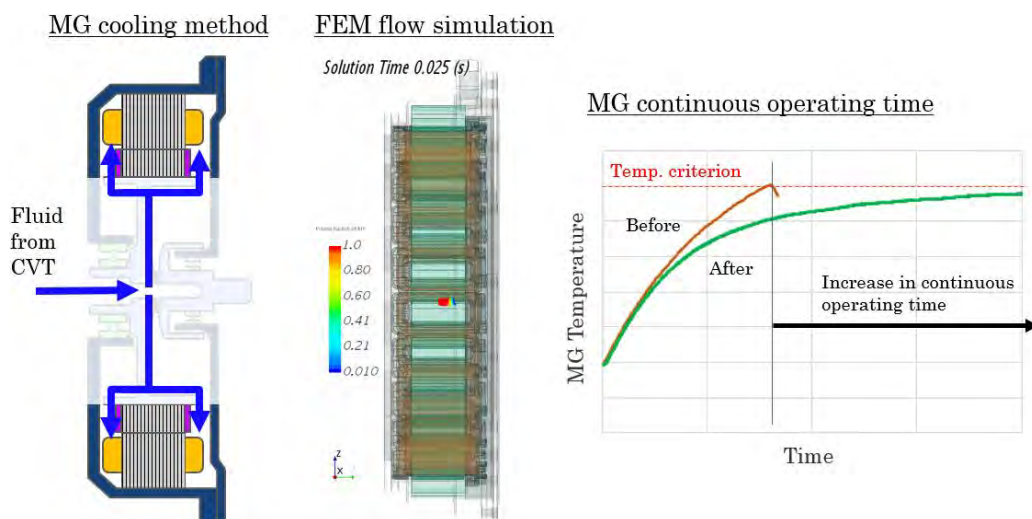 MG cooling method
FEM flow simulation
Solution Time 0.025 (s)
MG continuous operating time
Temp. criterion
Before
After
Increase in continuous
operating time
MG Temperature
Time
Fluid
from
CVT
1.0
0.80
0.60
0.41
0.21
0.010
z
x